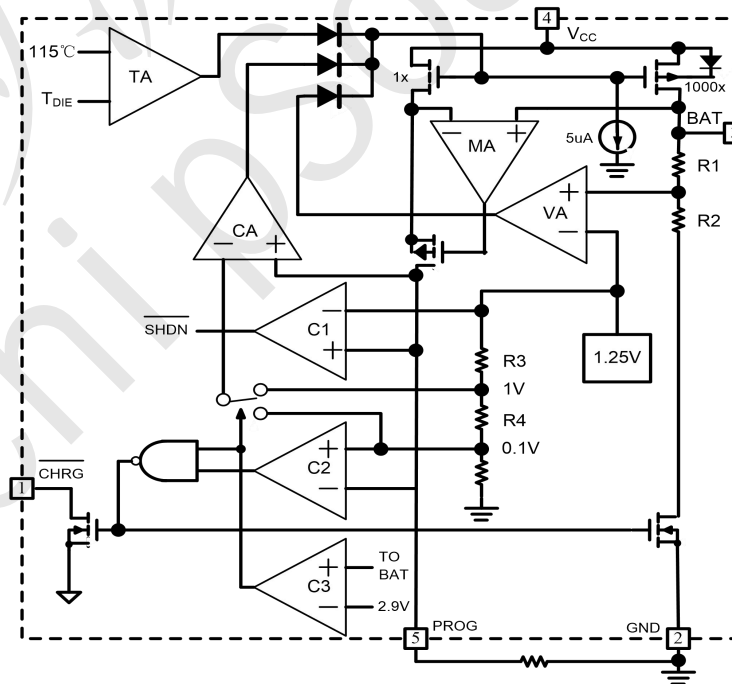 4
VCC
115℃
TA
TDIE
1x
1000x
MA
5uA
BAT
R1
VA
R2
CA
SHDN
C1
R3
1.25V
1V
R4
0.1V
C2
CHRG
1
C3
TO
BAT
2.9V
PROG
GND
5
2